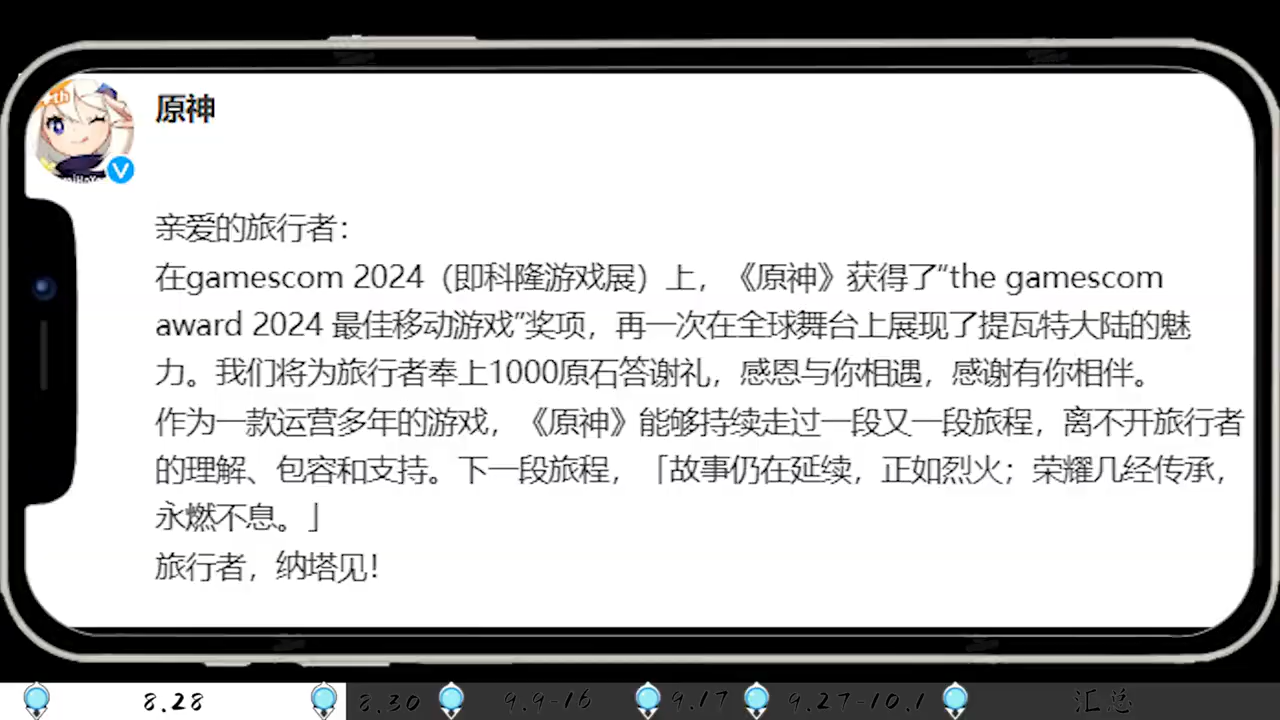 原神
亲爱的旅行者：
在gamescom 2024（即科隆游戏展）上，《原神》获得了“the gamescom
award 2024 最佳移动游戏”奖项，再一次在全球舞台上展现了提瓦特大陆的魅
力。我们将为旅行者奉上1000原石答谢礼，感恩与你相遇，感谢有你相伴。
作为一款运营多年的游戏，《原神》能够持续走过一段又一段旅程，离不开旅行者
的理解、包容和支持。下一段旅程，「故事仍在延续，正如烈火；荣耀几经传承，
永燃不息。」
旅行者，纳塔见！
8.28 8.30 9.9-16 9.17 9.27-10.1 汇总